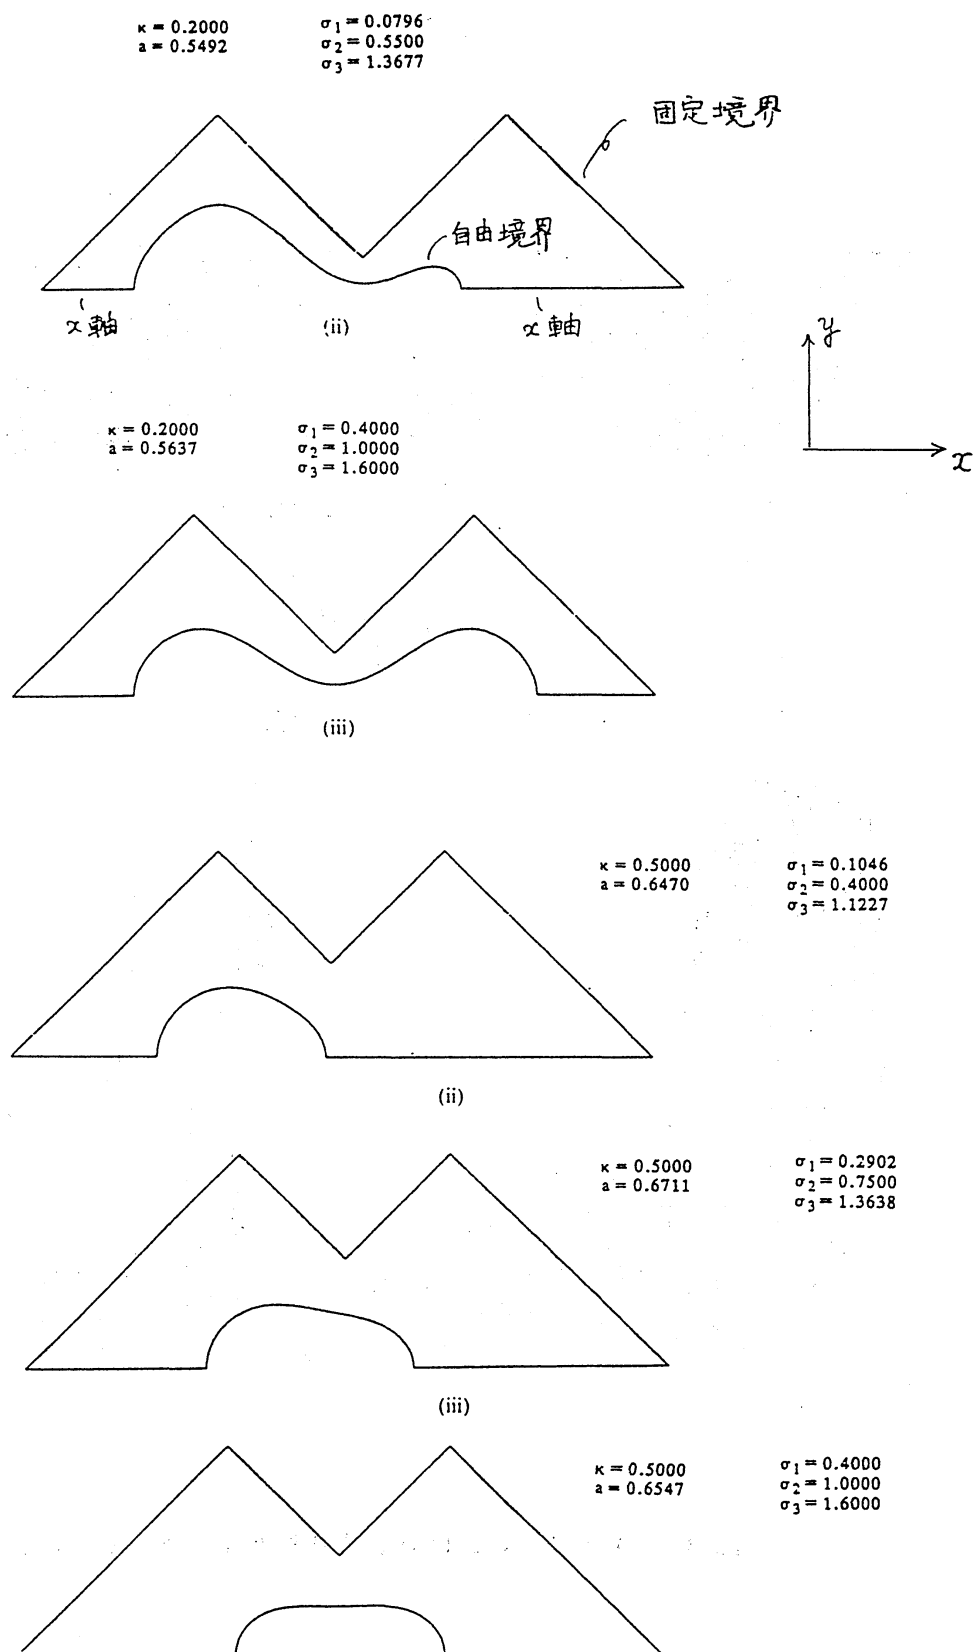 κ = 0.2000
a = 0.5492
σ1 = 0.0796
σ2 = 0.5500
σ3 = 1.3677
固定境界
自由境界
x軸
(ii)
x軸
y
x
κ = 0.2000
a = 0.5637
σ1 = 0.4000
σ2 = 1.0000
σ3 = 1.6000
(iii)
κ = 0.5000
a = 0.6470
σ1 = 0.1046
σ2 = 0.4000
σ3 = 1.1227
(ii)
κ = 0.5000
a = 0.6711
σ1 = 0.2902
σ2 = 0.7500
σ3 = 1.3638
(iii)
κ = 0.5000
a = 0.6547
σ1 = 0.4000
σ2 = 1.0000
σ3 = 1.6000